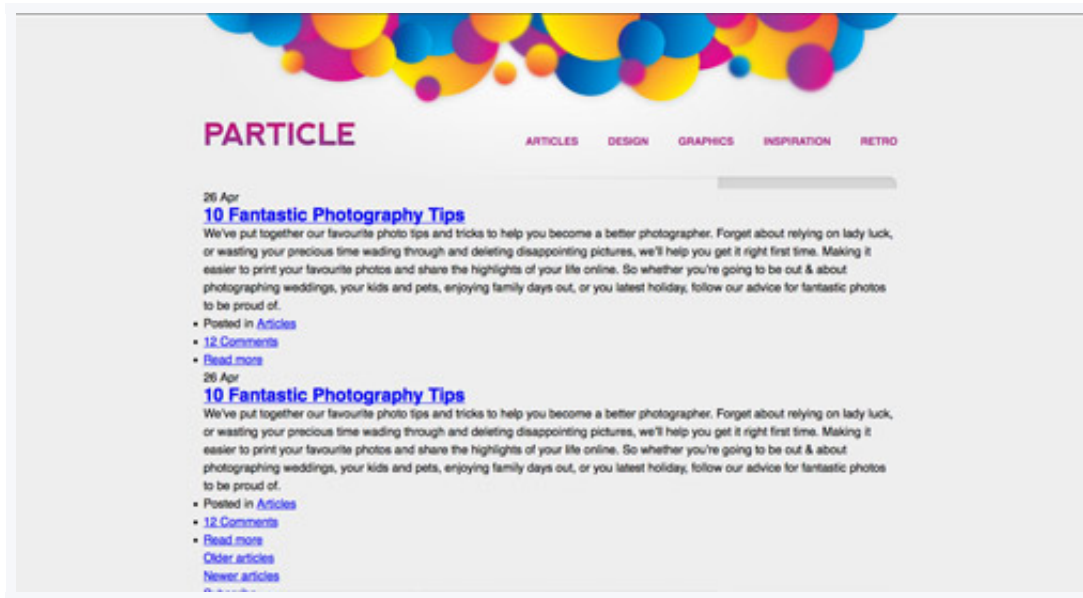 PARTICLE
ARTICLES DESIGN GRAPHICS INSPIRATION RETRO
26 Apr
10 Fantastic Photography Tips
We've put together our favourite photo tips and tricks to help you become a better photographer. Forget about relying on lady luck,
or wasting your precious time wading through and deleting disappointing pictures, we'll help you get it right first time. Making it
easier to print your favourite photos and share the highlights of your life online. So whether you're going to be out & about
photographing weddings, your kids and pets, enjoying family days out, or you latest holiday, follow our advice for fantastic photos
to be proud of.
Posted in Articles
12 Comments
Read more
26 Apr
10 Fantastic Photography Tips
We've put together our favourite photo tips and tricks to help you become a better photographer. Forget about relying on lady luck,
or wasting your precious time wading through and deleting disappointing pictures, we'll help you get it right first time. Making it
easier to print your favourite photos and share the highlights of your life online. So whether you're going to be out & about
photographing weddings, your kids and pets, enjoying family days out, or you latest holiday, follow our advice for fantastic photos
to be proud of.
Posted in Articles
12 Comments
Read more
Older articles
Newer articles